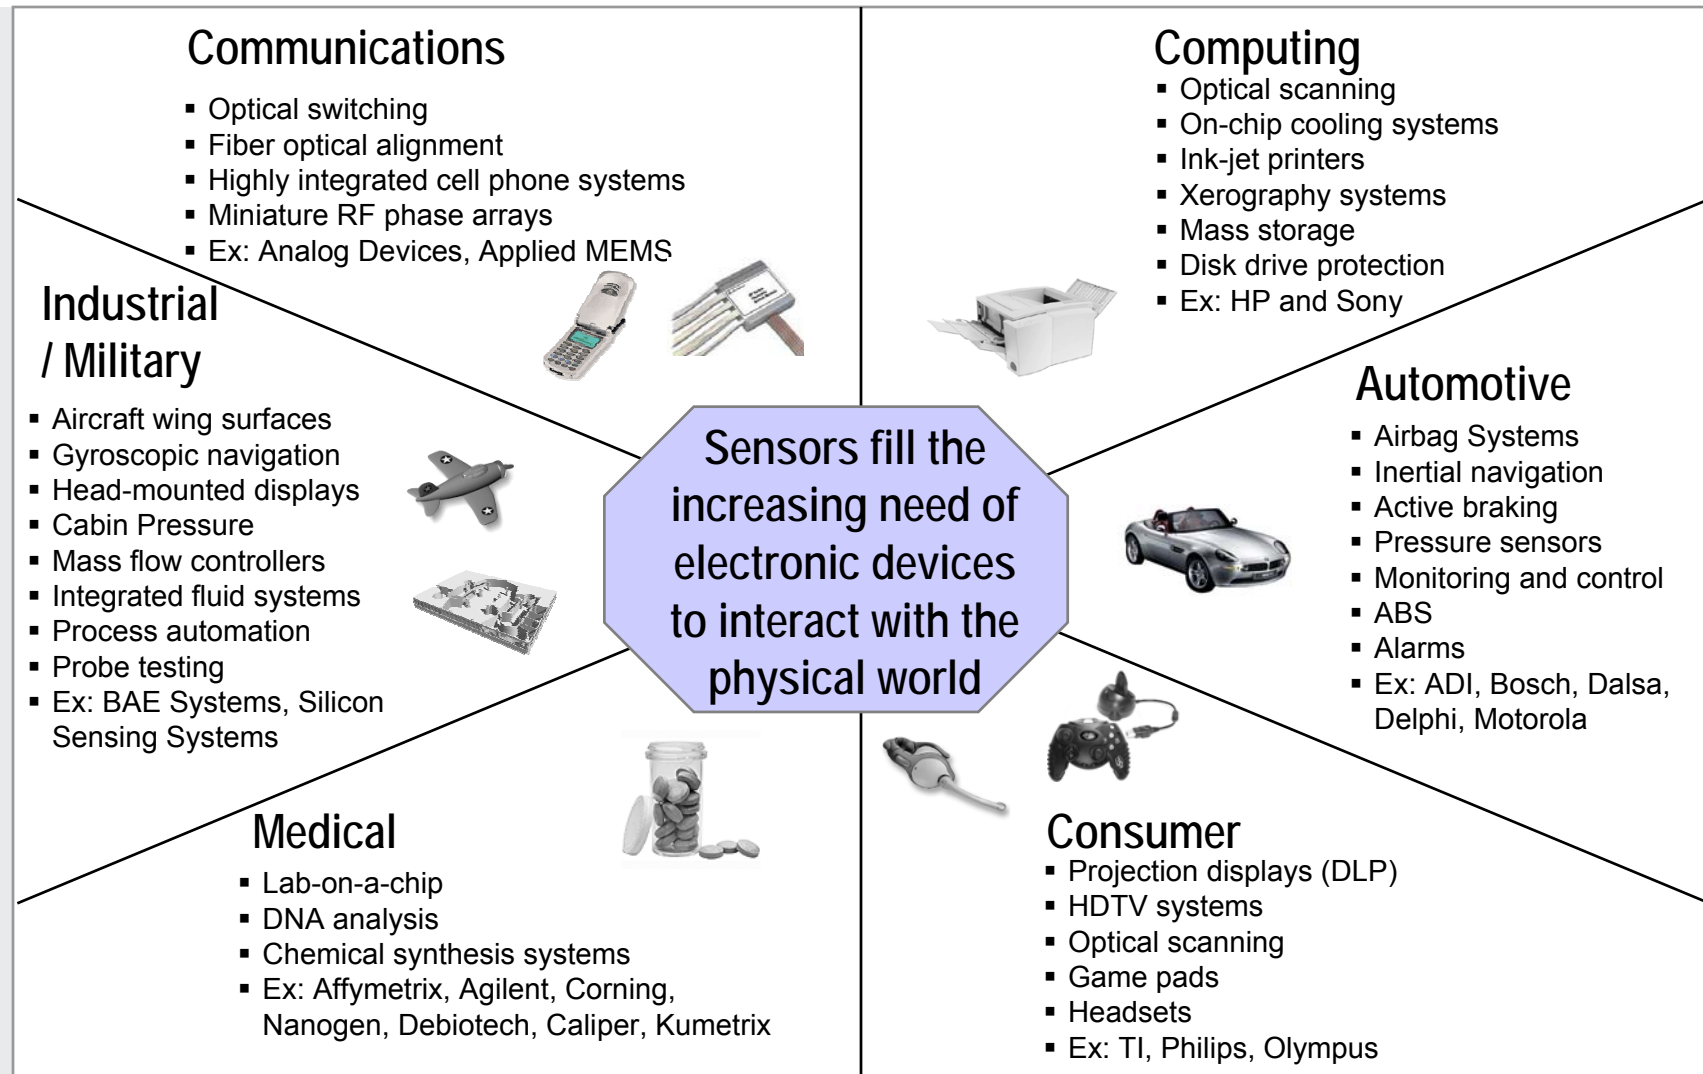 Communications
▪ Optical switching
▪ Fiber optical alignment
▪ Highly integrated cell phone systems
▪ Miniature RF phase arrays
▪ Ex: Analog Devices, Applied MEMS
Computing
▪ Optical scanning
▪ On-chip cooling systems
▪ Ink-jet printers
▪ Xerography systems
▪ Mass storage
▪ Disk drive protection
▪ Ex: HP and Sony
Industrial
/ Military
▪ Aircraft wing surfaces
▪ Gyroscopic navigation
▪ Head-mounted displays
▪ Cabin Pressure
▪ Mass flow controllers
▪ Integrated fluid systems
▪ Process automation
▪ Probe testing
▪ Ex: BAE Systems, Silicon
Sensing Systems
Sensors fill the
increasing need of
electronic devices
to interact with the
physical world
Automotive
▪ Airbag Systems
▪ Inertial navigation
▪ Active braking
▪ Pressure sensors
▪ Monitoring and control
▪ ABS
▪ Alarms
▪ Ex: ADI, Bosch, Dalsa,
Delphi, Motorola
Medical
▪ Lab-on-a-chip
▪ DNA analysis
▪ Chemical synthesis systems
▪ Ex: Affymetrix, Agilent, Corning,
Nanogen, Debiotech, Caliper, Kumetrix
Consumer
▪ Projection displays (DLP)
▪ HDTV systems
▪ Optical scanning
▪ Game pads
▪ Headsets
▪ Ex: TI, Philips, Olympus